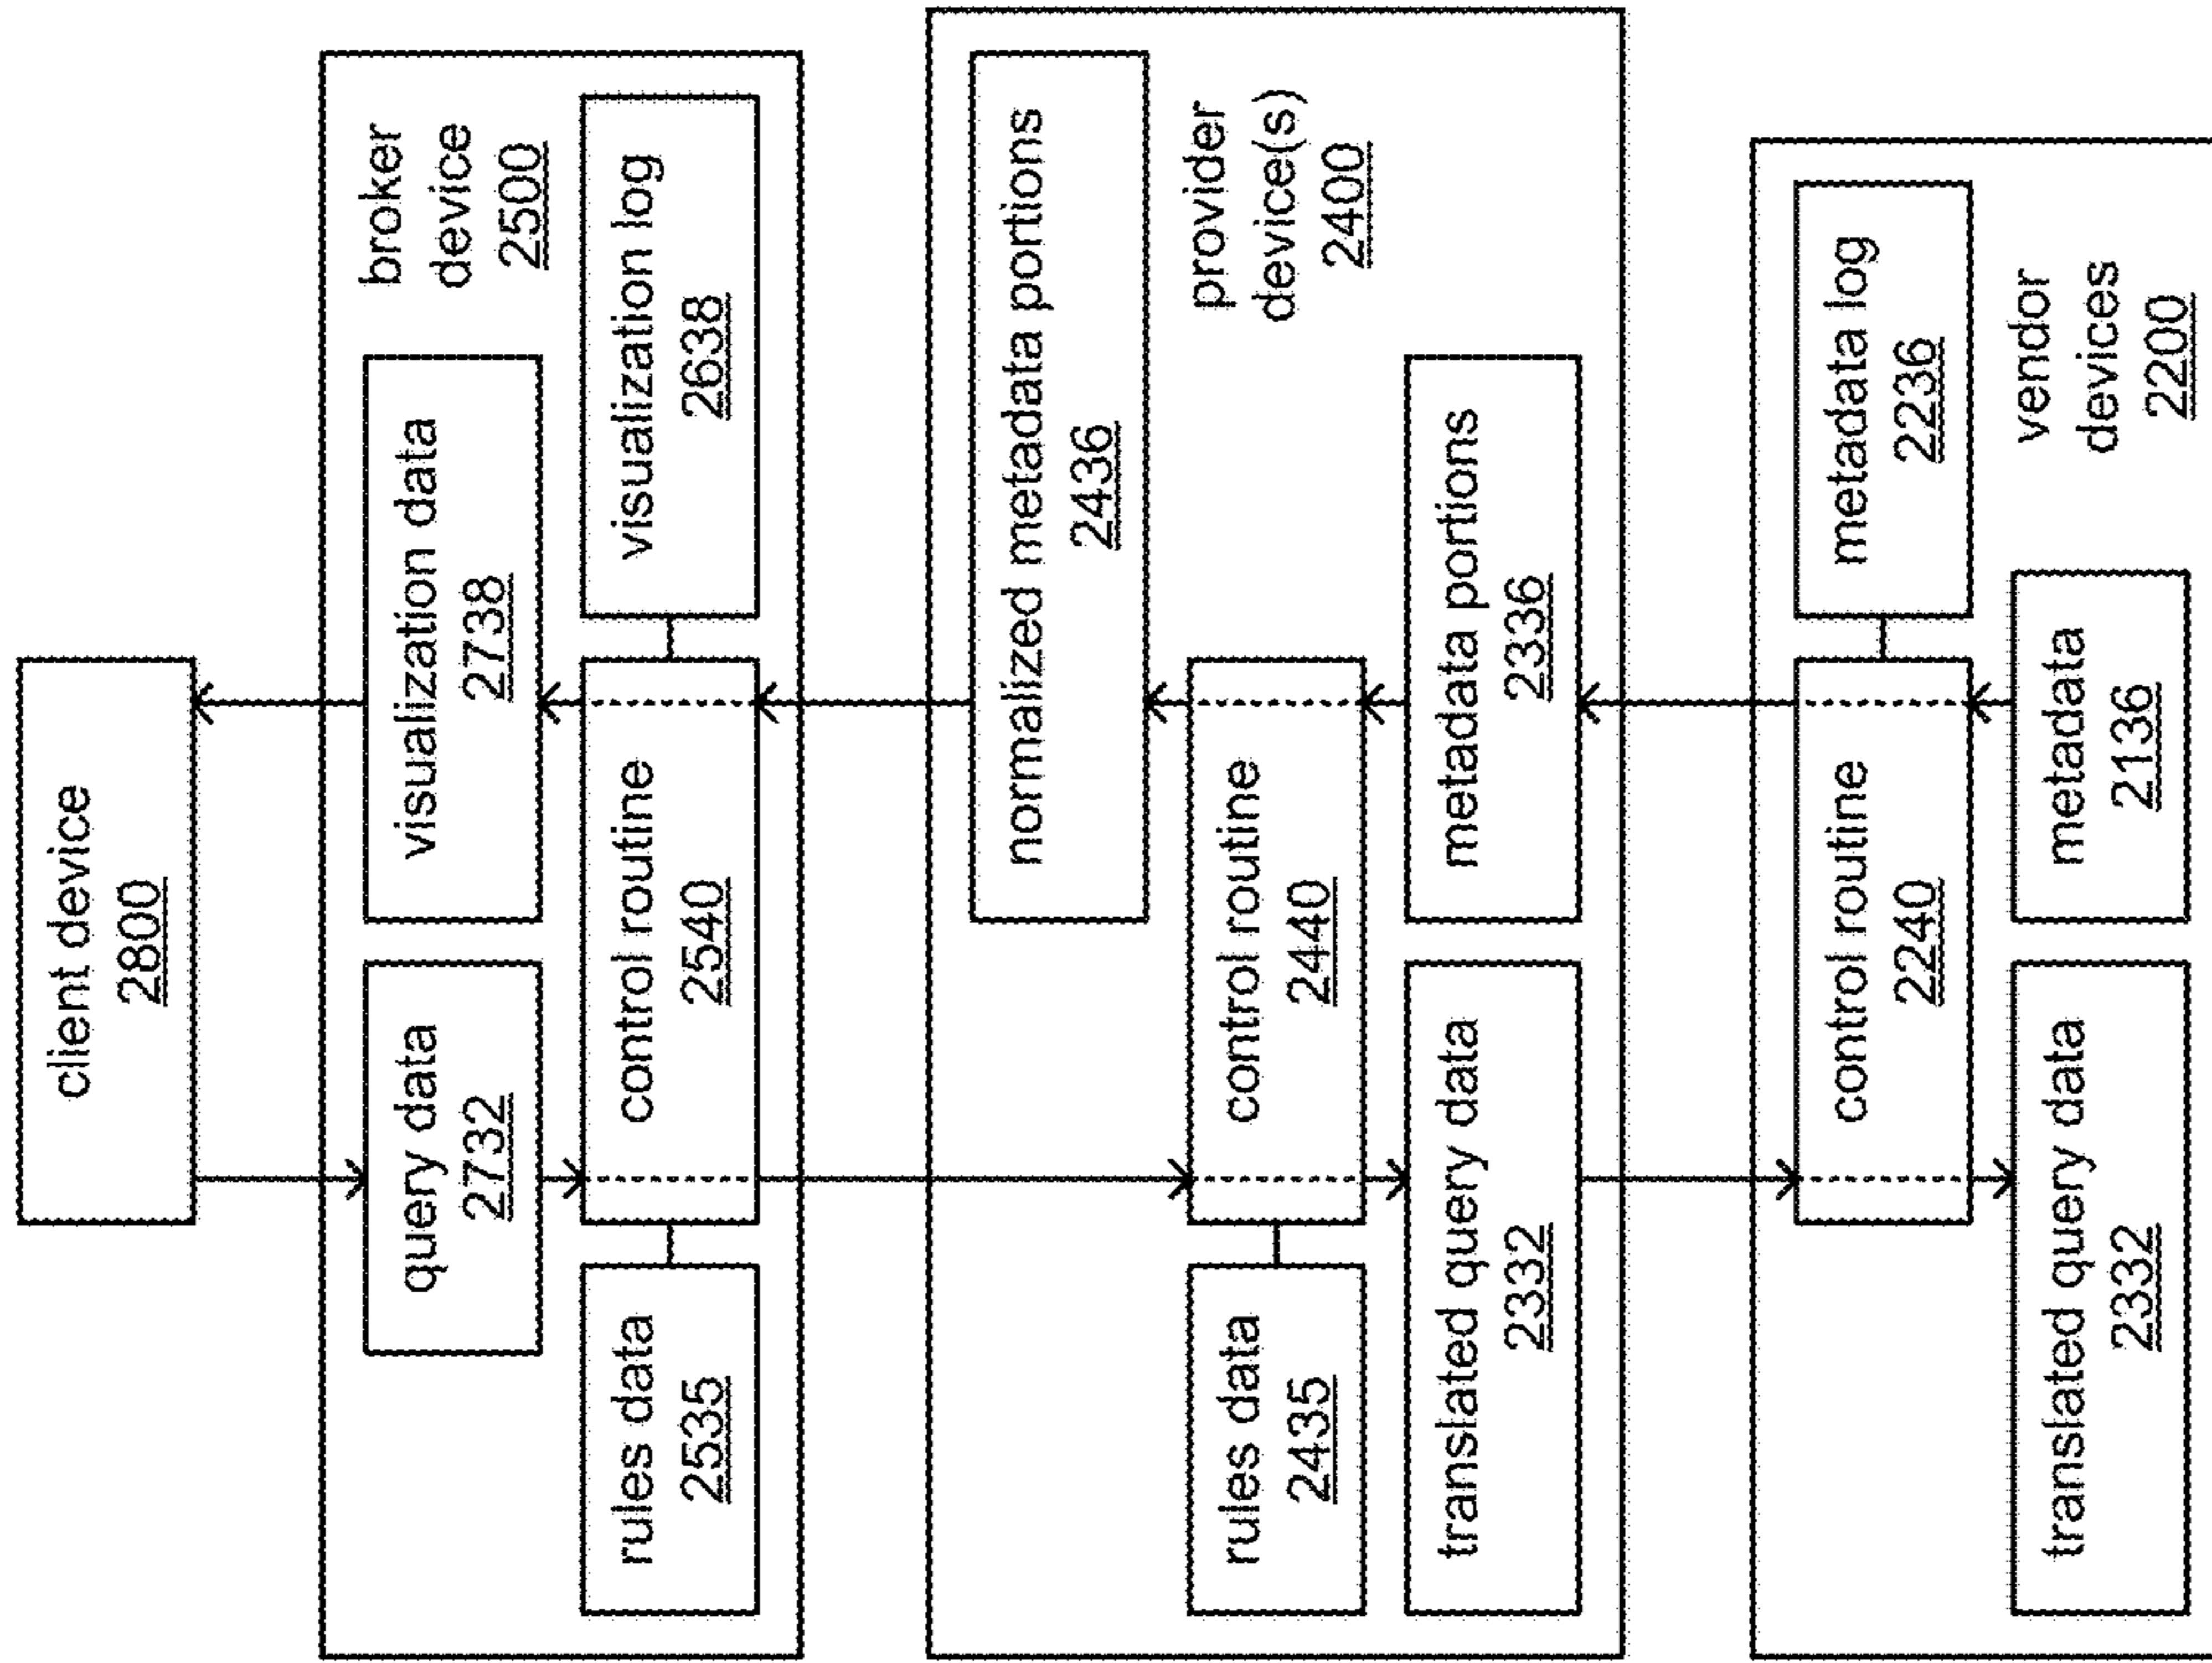 client device
2800
broker
device
2500
query data
2732
visualization data
2738
rules data
2535
control routine
2540
visualization log
2638
normalized metadata portions
2436
provider
device(s)
2400
rules data
2435
control routine
2440
translated query data
2332
metadata portions
2336
control routine
2240
metadata log
2236
vendor
devices
2200
translated query data
2332
metadata
2136